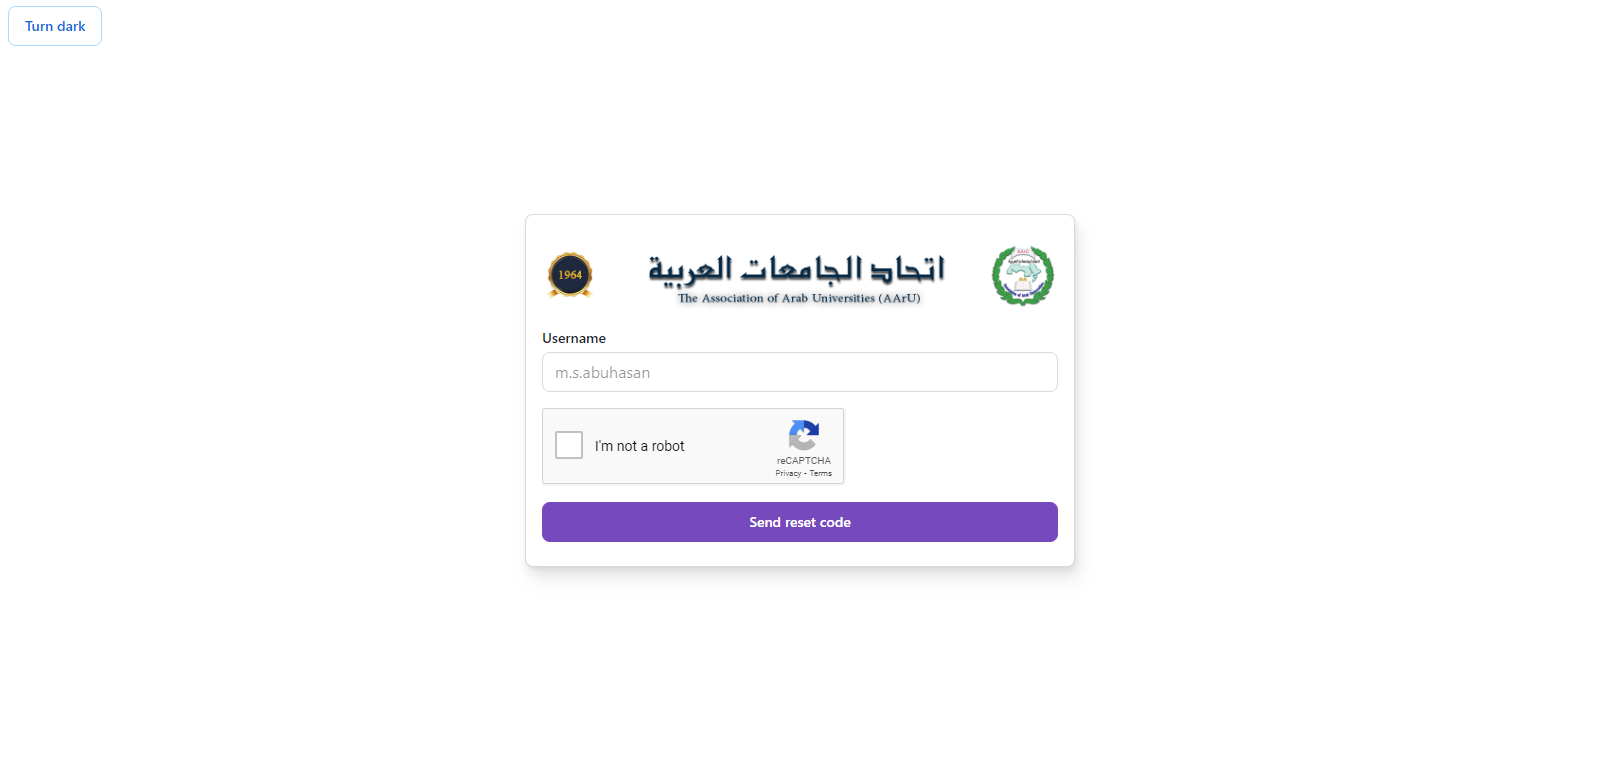 Turn dark
1964
اتحاد الجامعات العربية
The Association of Arab Universities (AArU)
AArU
Username
m.s.abuhasan
I'm not a robot
reCAPTCHA
Privacy - Terms
Send reset code